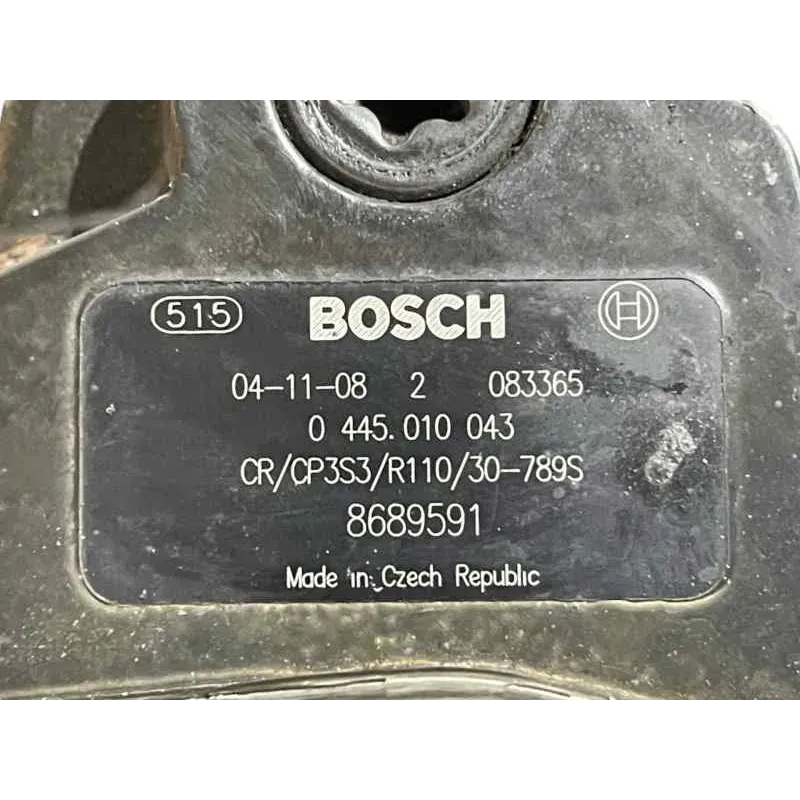 515 BOSCH
04-11-08 2 083365
0 445.010 043
CR/CP3S3/R110/30-789S
8689591
Made in Czech Republic